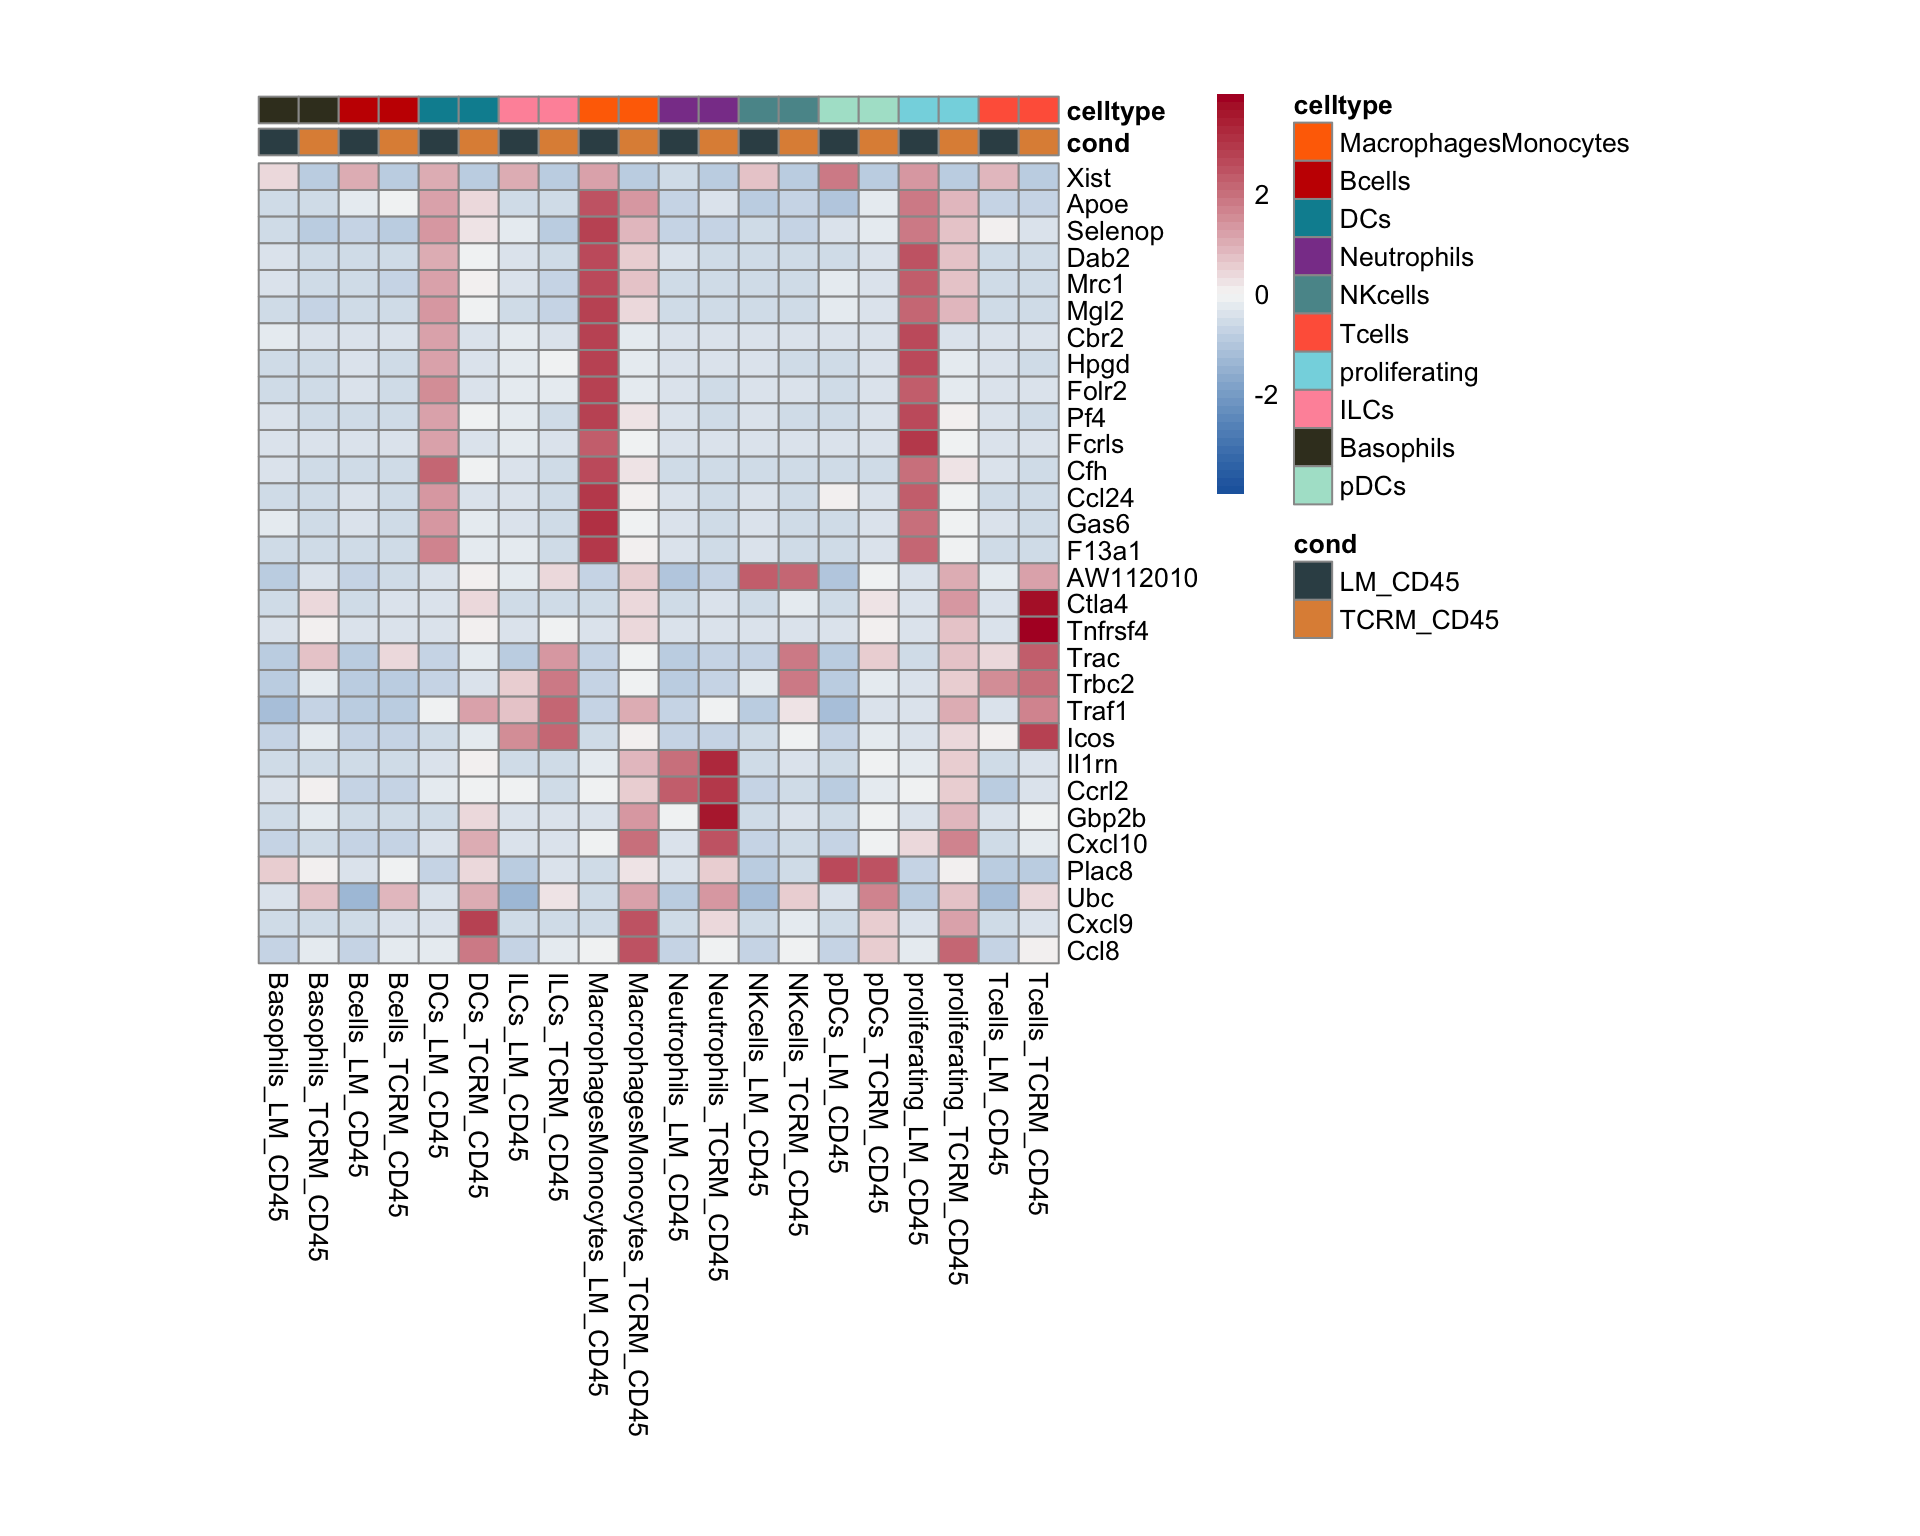 celltype
cond
Xist
Apoe
Selenop
Dab2
Mrc1
Mgl2
Cbr2
Hpgd
Folr2
Pf4
Fcrls
Cfh
Ccl24
Gas6
F13a1
AW112010
Ctla4
Tnfrsf4
Trac
Trbc2
Traf1
Icos
Il1rn
Ccrl2
Gbp2b
Cxcl10
Plac8
Ubc
Cxcl9
Ccl8
Basophils_LM_CD45
Basophils_TCRM_CD45
Bcells_LM_CD45
Bcells_TCRM_CD45
DCs_LM_CD45
DCs_TCRM_CD45
ILCs_LM_CD45
ILCs_TCRM_CD45
MacrophagesMonocytes_LM_CD45
MacrophagesMonocytes_TCRM_CD45
Neutrophils_LM_CD45
Neutrophils_TCRM_CD45
NKcells_LM_CD45
NKcells_TCRM_CD45
pDCs_LM_CD45
pDCs_TCRM_CD45
proliferating_LM_CD45
proliferating_TCRM_CD45
Tcells_LM_CD45
Tcells_TCRM_CD45
2
0
-2
celltype
MacrophagesMonocytes
Bcells
DCs
Neutrophils
NKcells
Tcells
proliferating
ILCs
Basophils
pDCs
cond
LM_CD45
TCRM_CD45